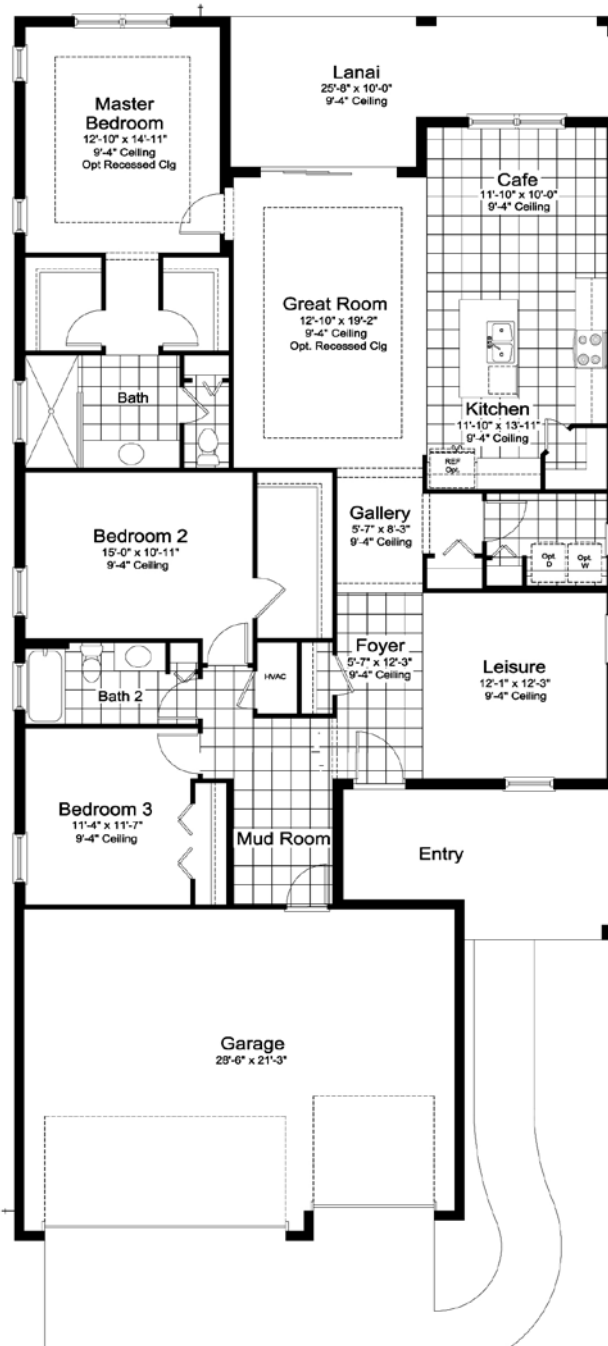 Lanai
25'-8" x 10'-0"
9'-4" Ceiling
Master
Bedroom
12'-10" x 14'-11"
9'-4" Ceiling
Opt Recessed Clg
Cafe
11'-10" x 10'-0"
9'-4" Ceiling
Great Room
12'-10" x 19'-2"
9'-4" Ceiling
Opt. Recessed Clg
Bath
Kitchen
11'-10" x 13'-11"
9'-4" Ceiling
REF
Opt.
Gallery
5'-7" x 8'-3"
9'-4" Ceiling
Bedroom 2
15'-0" x 10'-11"
9'-4" Ceiling
Opt.
D
Opt.
W
Foyer
5'-7" x 12'-3"
9'-4" Ceiling
Leisure
12'-1" x 12'-3"
9'-4" Ceiling
HVAC
Bath 2
Bedroom 3
11'-4" x 11'-7"
9'-4" Ceiling
Mud Room
Entry
Garage
28'-6" x 21'-3"